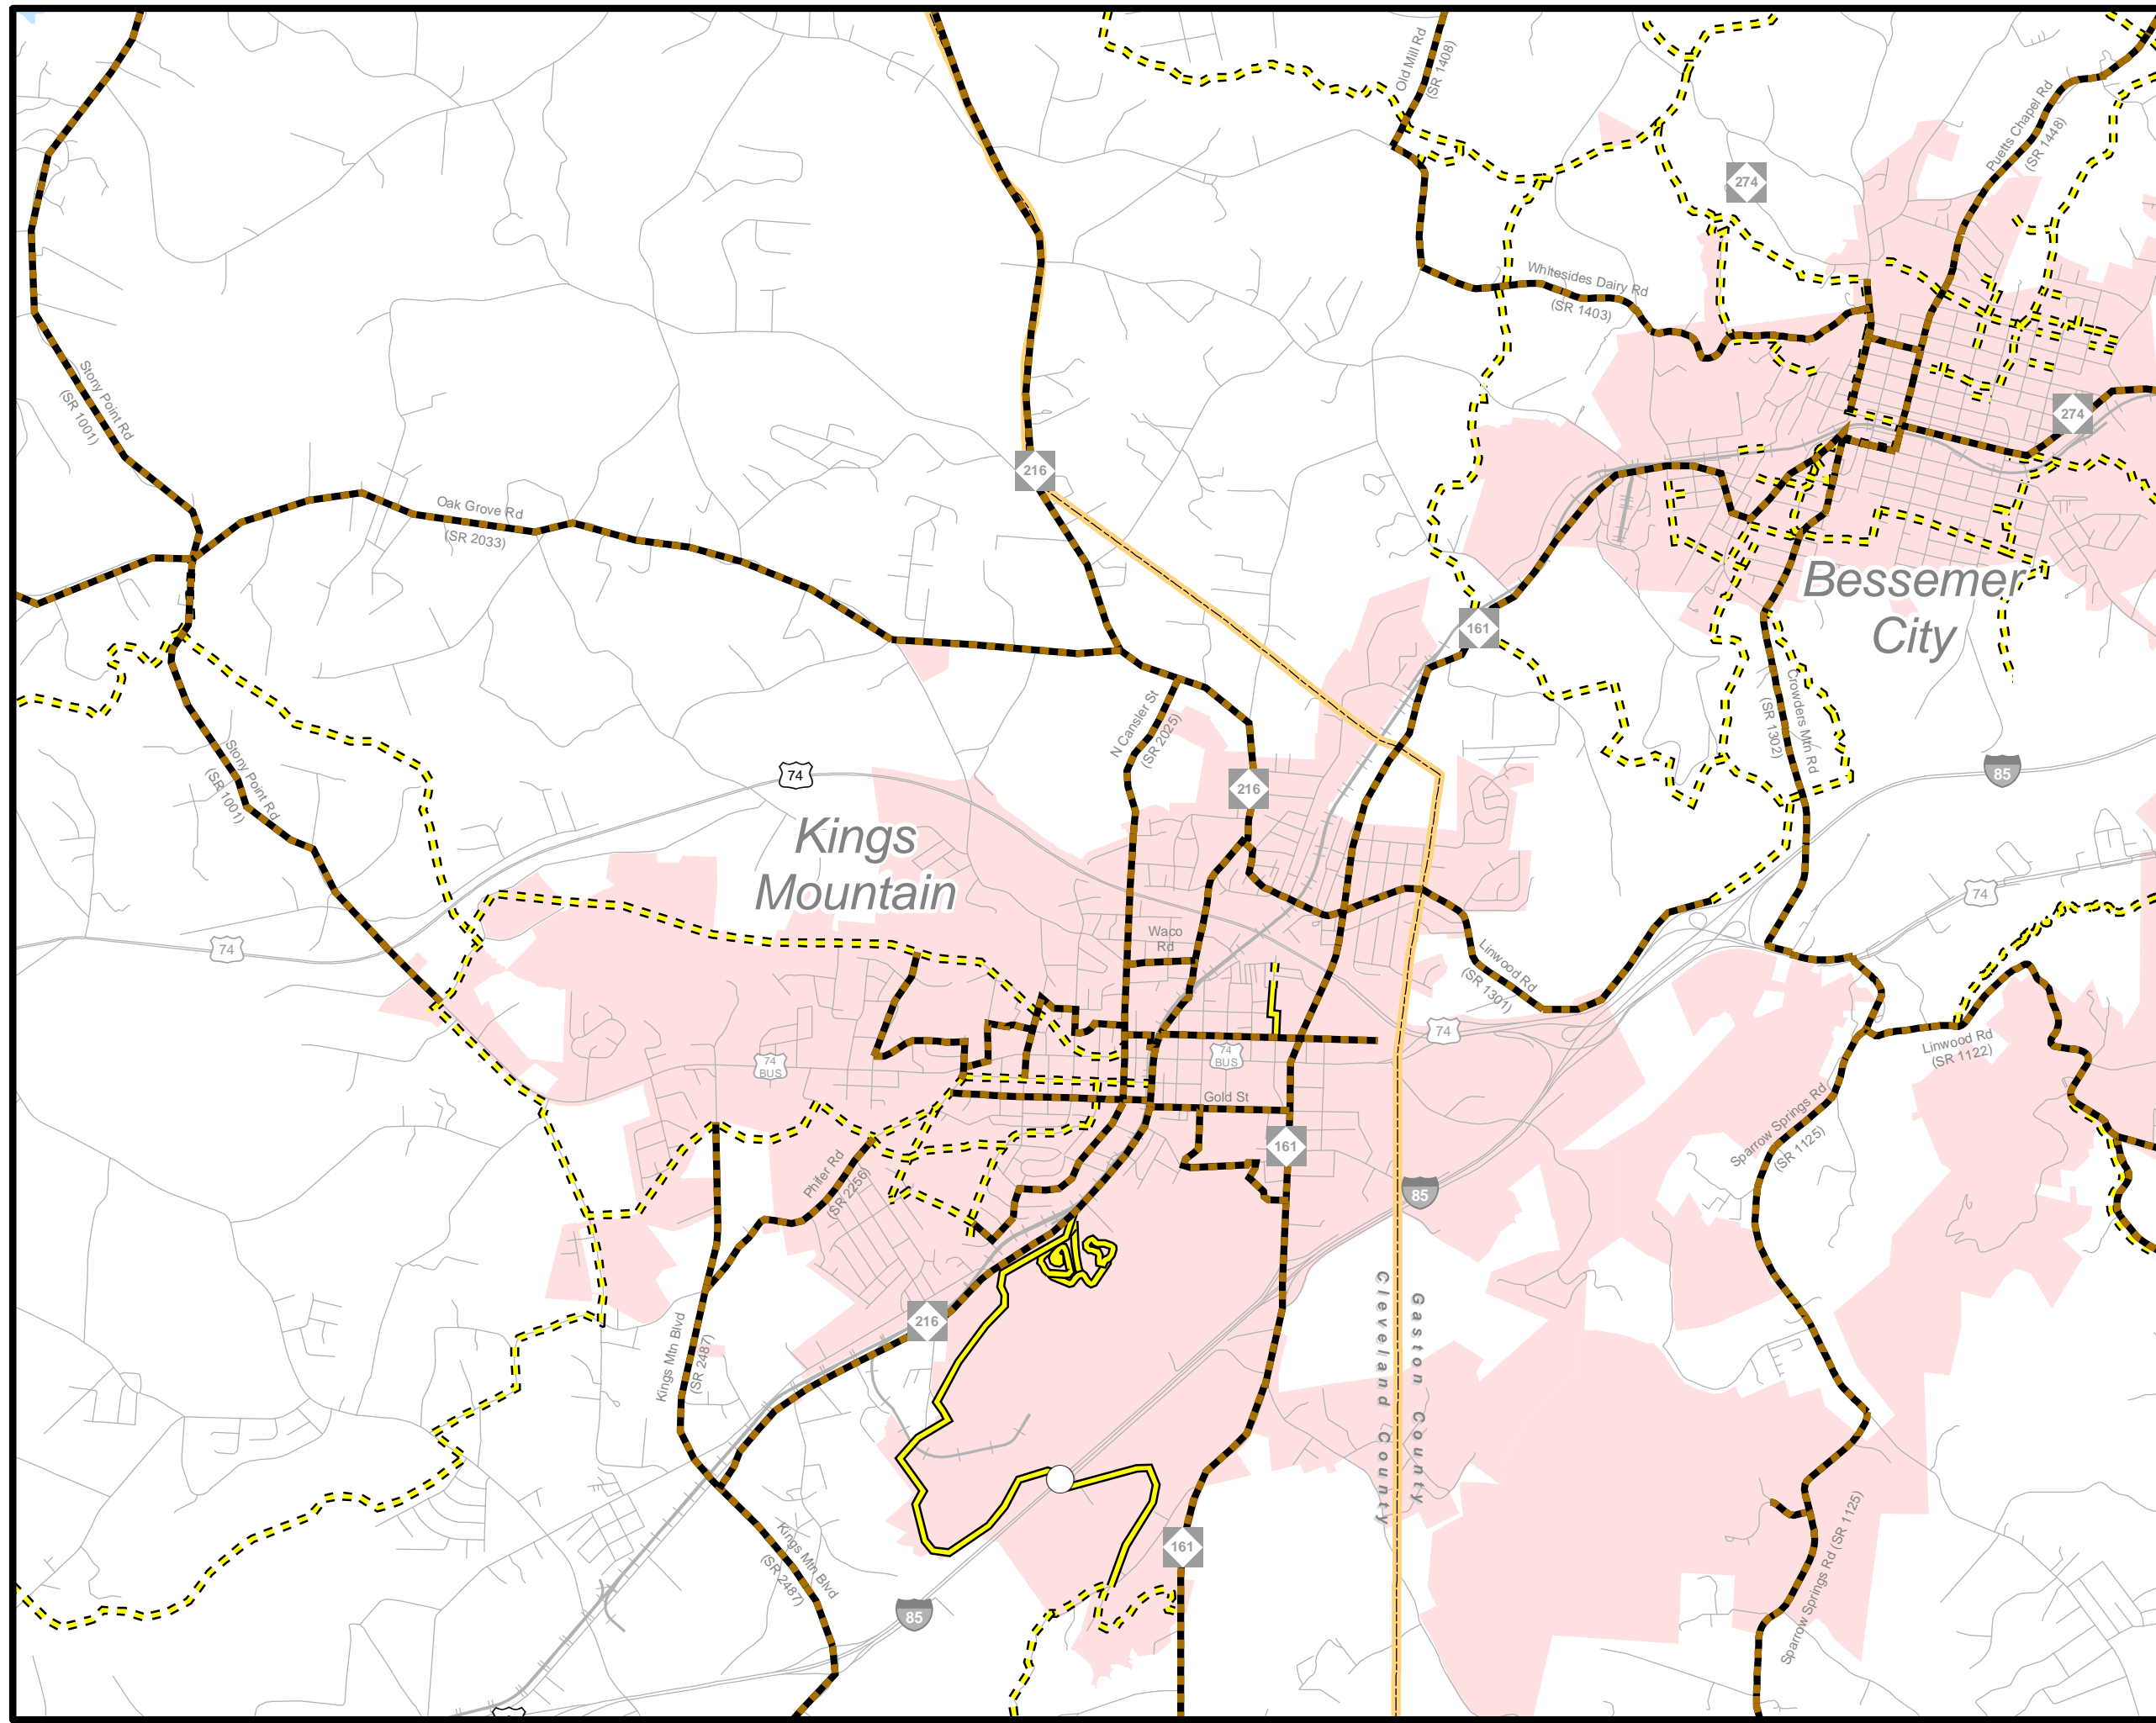 Old Mill Rd
(SR 1408)
Puetts Chapel Rd
(SR 1448)
274
Whitesides Dairy Rd
(SR 1403)
Stony Point Rd
(SR 1001)
274
216
Oak Grove Rd
(SR 2033)
Bessemer
City
161
N Cansler St
(SR 2025)
Crowders Mtn Rd
(SR 1302)
Stony Point Rd
(SR 1001)
74
216
85
Kings
Mountain
74
74
Waco
Rd
Linwood Rd
(SR 1301)
74
74
BUS
74
BUS
Linwood Rd
(SR 1122)
Gold St
Sparrow Springs Rd
(SR 1125)
161
Phifer Rd
(SR 2256)
85
216
Kings Mtn Blvd
(SR 2487)
Cleveland County
Gaston County
Kings Mtn Blvd
(SR 2487)
161
Sparrow Springs Rd (SR 1125)
85